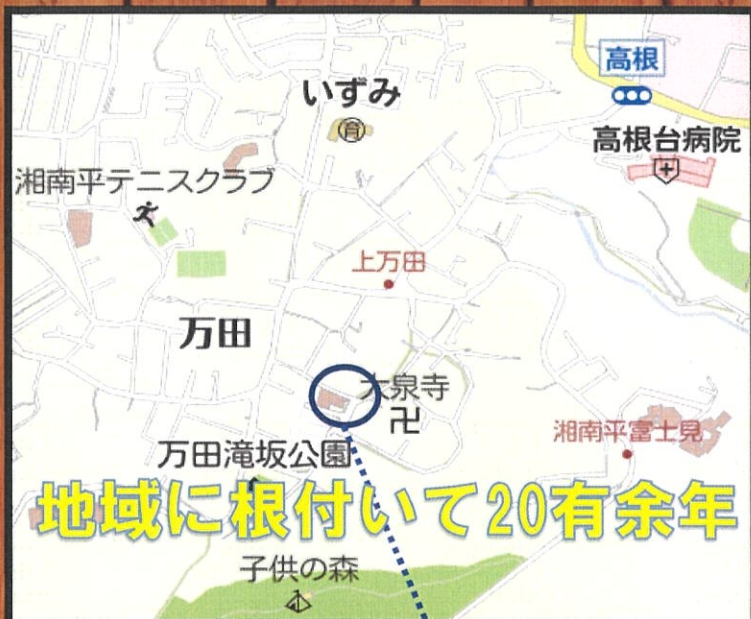 高根
いずみ
育
高根台病院
湘南平テニスクラブ
上万田
万田
大泉寺
卍
湘南平富士見
万田滝坂公園
地域に根付いて20有余年
子供の森